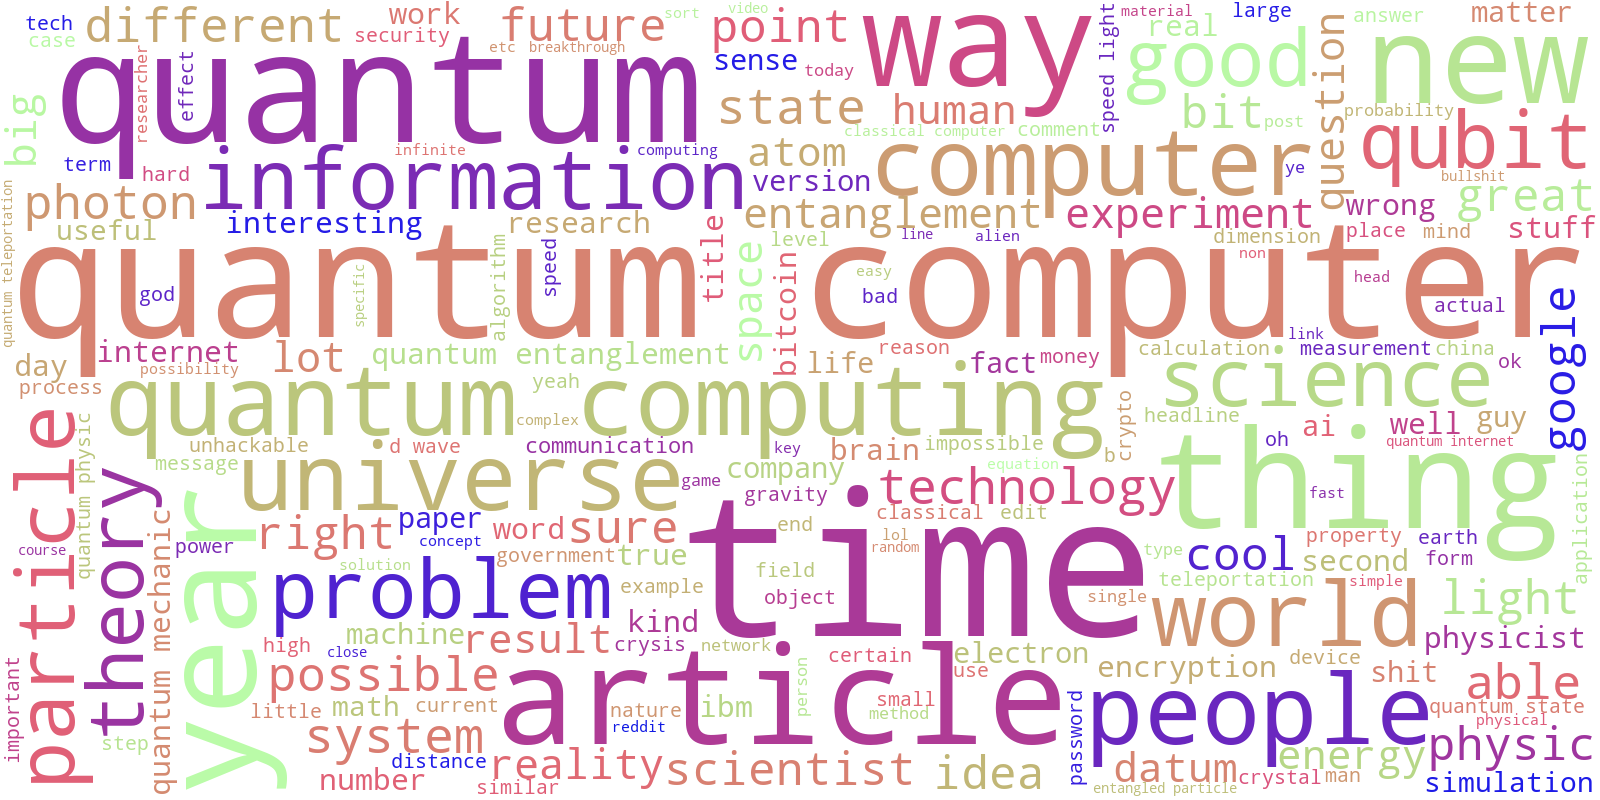 tech
different
work
future
sort
video
point
way
material
real
large
answer
matter
case
security
etc
breakthrough
sense
today
speed light
good
question
new
quantum
researcher
effect
big
state
human
bit
post
probability
classical computer
comment
infinite
computing
term
hard
information
atom
version
computer
ye
qubit
bullshit
great
photon
quantum teleportation
useful
interesting
research
title
entanglement
experiment
wrong
place
mind
stuff
dimension
space
level
line
alien
non
quantum computer
god
specific
algorithm
speed
bitcoin
easy
bad
head
actual
google
link
day
internet
possibility
lot
quantum entanglement
life
reason
fact
money
calculation
measurement
china
ok
process
quantum computing
yeah
complex
science
crypto
headline
particle
quantum physic
unhackable
d wave
communication
key
brain
impossible
b
oh
ai
well
quantum internet
guy
message
universe
game
company
equation
gravity
technology
fast
thing
application
theory
year
quantum mechanic
course
power
right
paper
concept
word
sure
time
end
classical
edit
lol
random
type
property
earth
form
cool
second
government
true
solution
problem
example
field
object
teleportation
single
simple
world
light
kind
machine
result
crysis
network
certain
electron
physicist
high
close
possible
person
small
use
encryption
device
shit
able
important
little
math
current
article
nature
reddit
ibm
method
people
quantum state
physical
step
system
distance
reality
scientist
idea
password
datum
energy
physic
number
similar
entangled particle
crystal
man
simulation